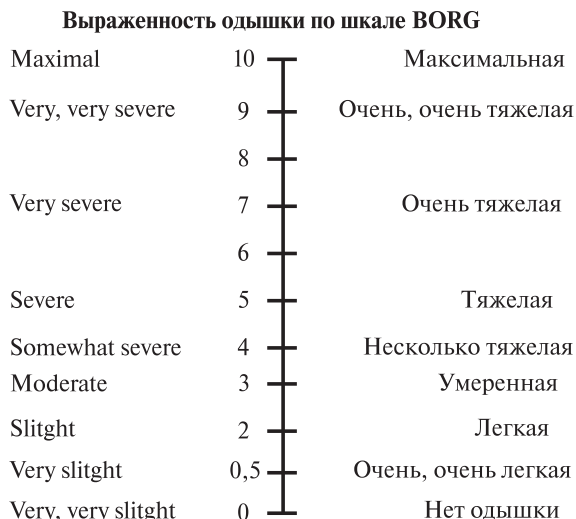 Выраженность одышки по шкале BORG
Maximal 10 Максимальная
Very, very severe 9 Очень, очень тяжелая
8
Very severe 7 Очень тяжелая
6
Severe 5 Тяжелая
Somewhat severe 4 Несколько тяжелая
Moderate 3 Умеренная
Slitght 2 Легкая
Very slitght 0,5 Очень, очень легкая
Very, very slitght 0 Нет одышки